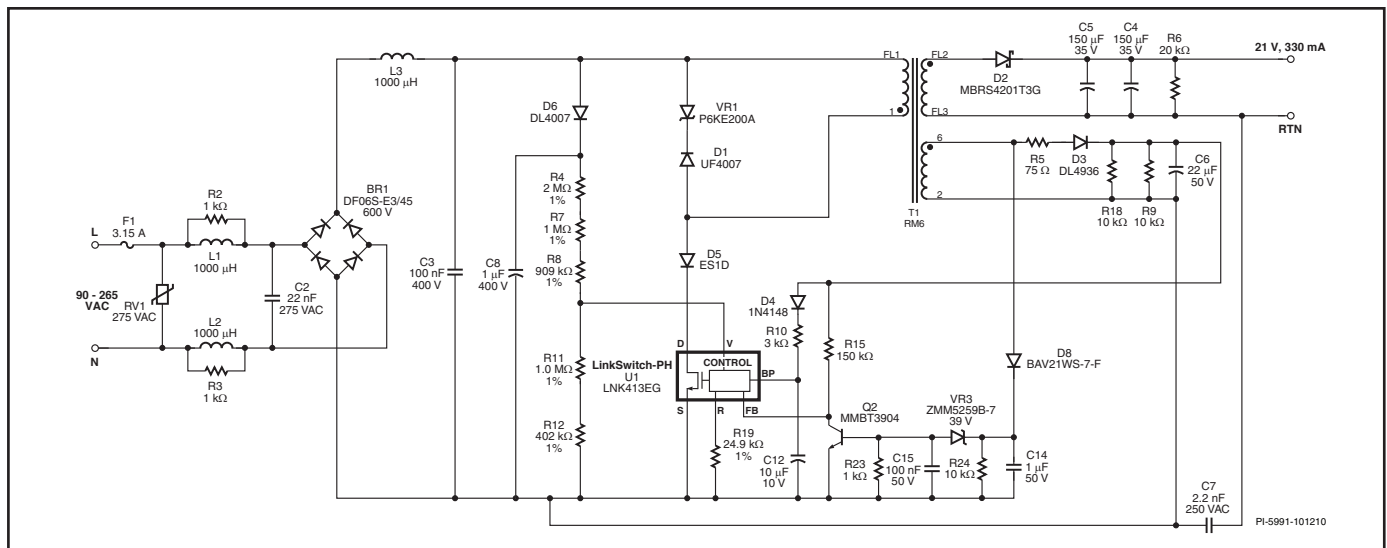 L
F1
3.15 A
90 - 265
VAC
RV1
275 VAC
N
R2
1 kΩ
L1
1000 µH
L2
1000 µH
R3
1 kΩ
C2
22 nF
275 VAC
BR1
DF06S-E3/45
600 V
L3
1000 µH
C3
100 nF
400 V
C8
1 µF
400 V
D6
DL4007
R4
2 MΩ
1%
R7
1 MΩ
1%
R8
909 kΩ
1%
R11
1.0 MΩ
1%
R12
402 kΩ
1%
VR1
P6KE200A
D1
UF4007
D5
ES1D
LinkSwitch-PH
U1
LNK413EG
D
V
CONTROL
BP
S
R
FB
R19
24.9 kΩ
1%
D4
1N4148
R10
3 kΩ
C12
10 µF
10 V
R15
150 kΩ
Q2
MMBT3904
R23
1 kΩ
C15
100 nF
50 V
VR3
ZMM5259B-7
39 V
R24
10 kΩ
C14
1 µF
50 V
D8
BAV21WS-7-F
FL1
1
FL2
FL3
6
2
T1
RM6
D2
MBRS4201T3G
C5
150 µF
35 V
C4
150 µF
35 V
R6
20 kΩ
21 V, 330 mA
RTN
R5
75 Ω
D3
DL4936
R18
10 kΩ
R9
10 kΩ
C6
22 µF
50 V
C7
2.2 nF
250 VAC
PI-5991-101210